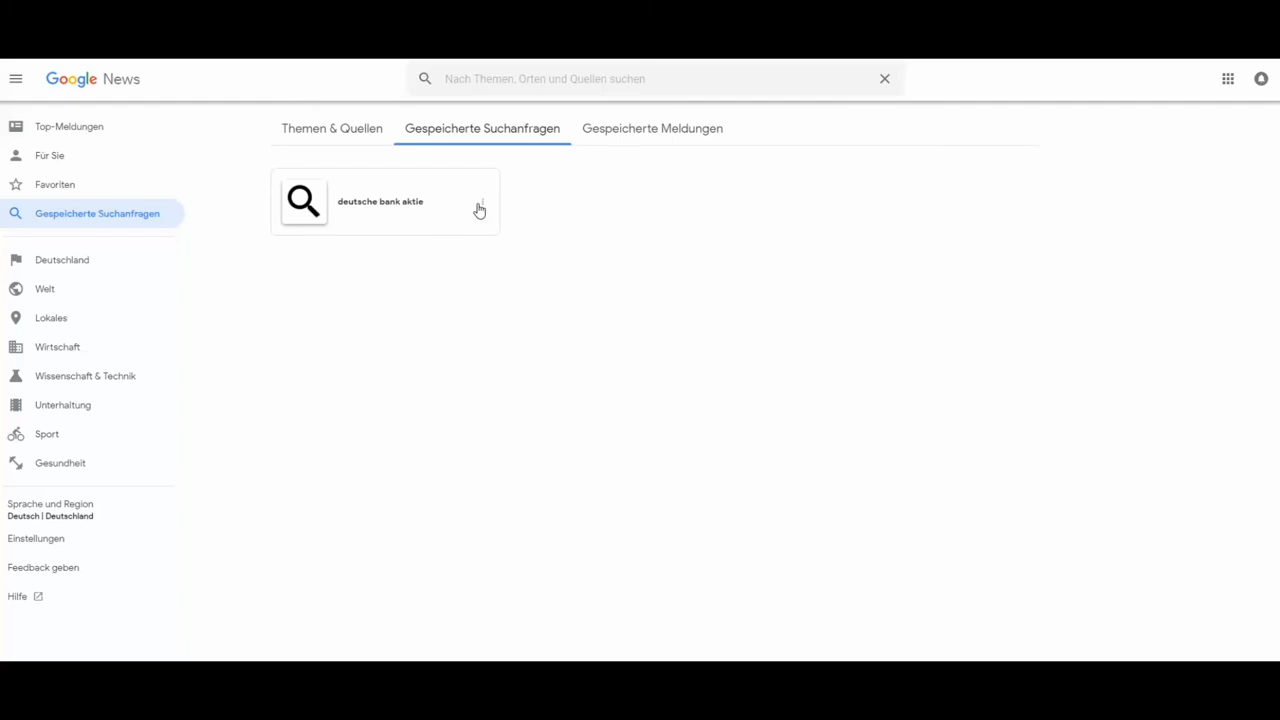 Google News
Nach Themen, Orten und Quellen suchen
Top-Meldungen
Für Sie
Favoriten
Gespeicherte Suchanfragen
Deutschland
Welt
Lokales
Wirtschaft
Wissenschaft & Technik
Unterhaltung
Sport
Gesundheit
Sprache und Region
Deutsch | Deutschland
Einstellungen
Feedback geben
Hilfe
Themen & Quellen
Gespeicherte Suchanfragen
Gespeicherte Meldungen
deutsche bank aktie